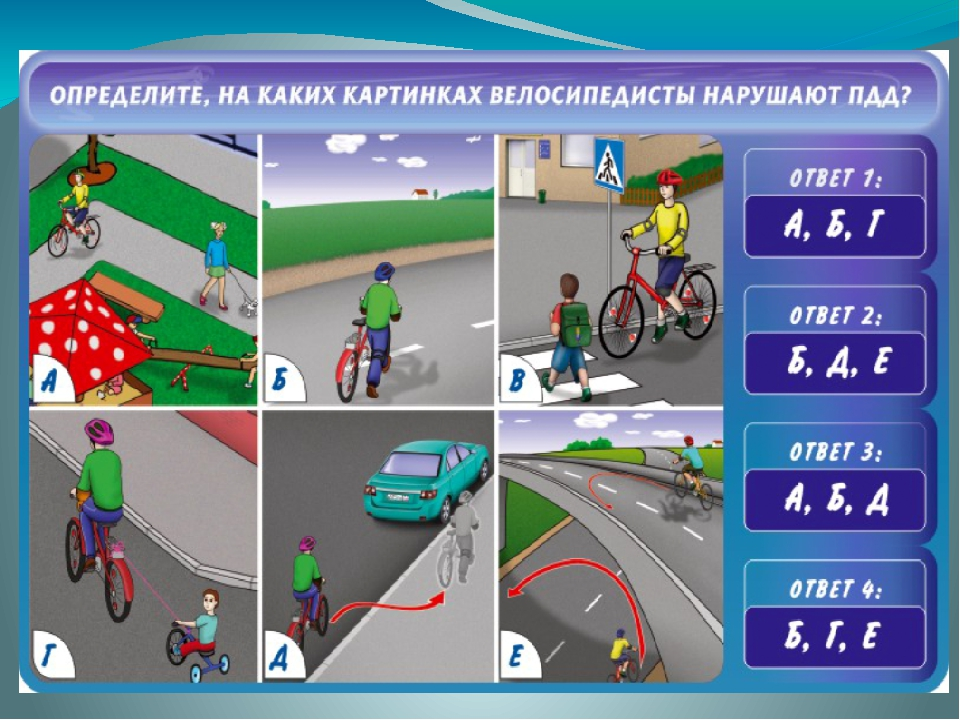 ОПРЕДЕЛИТЕ, НА КАКИХ КАРТИНКАХ ВЕЛОСИПЕДИСТЫ НАРУШАЮТ ПДД?
А
Б
В
Г
Д
Е
ОТВЕТ 1:
А, Б, Г
ОТВЕТ 2:
Б, Д, Е
ОТВЕТ 3:
А, Б, Д
ОТВЕТ 4:
Б, Г, Е